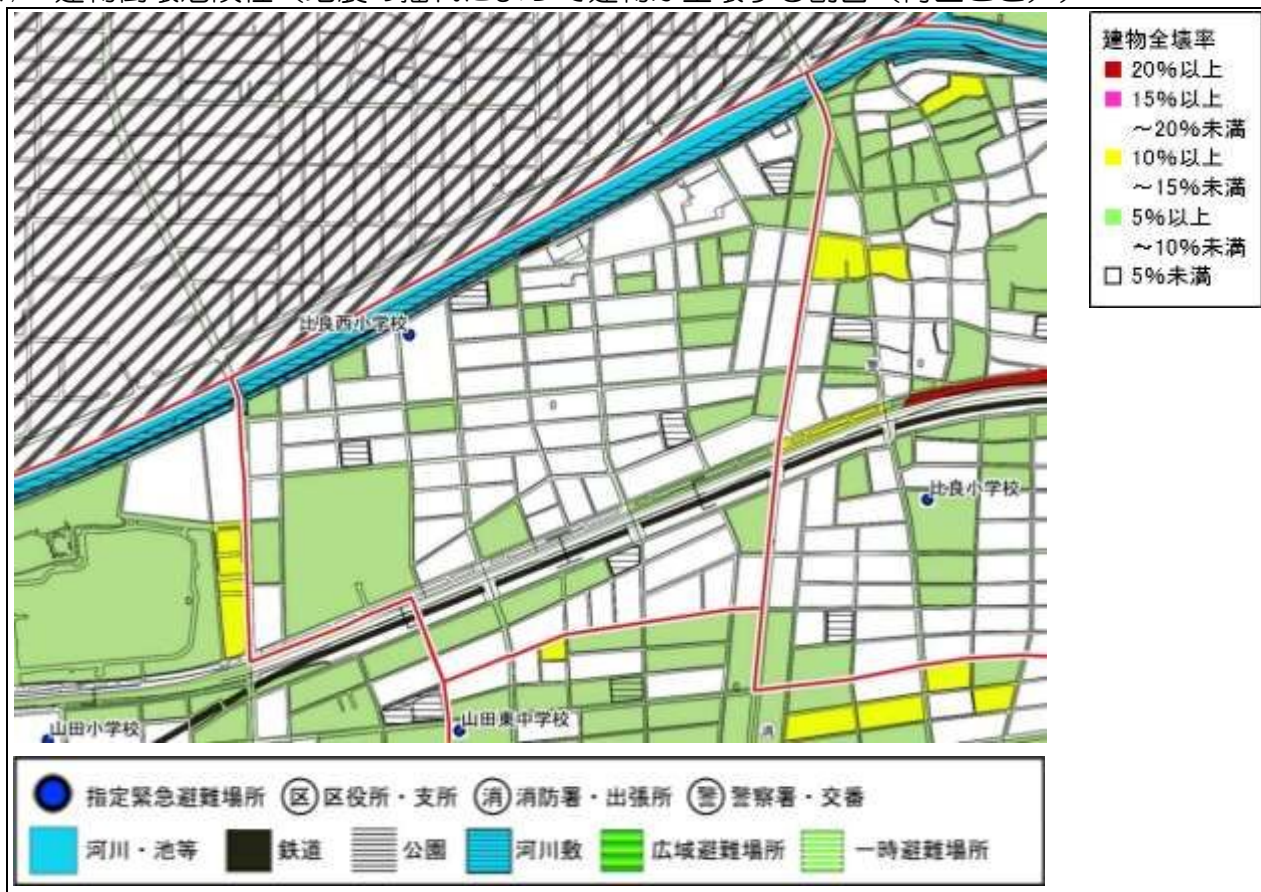 建物全壊率
20%以上
15%以上
～20%未満
10%以上
～15%未満
5%以上
～10%未満
5%未満
比良西小学校
比良小学校
山田小学校
山田東中学校
消
指定緊急避難場所 区 区役所・支所 消 消防署・出張所 警 警察署・交番
河川・池等 鉄道 公園 河川敷 広域避難場所 一時避難場所